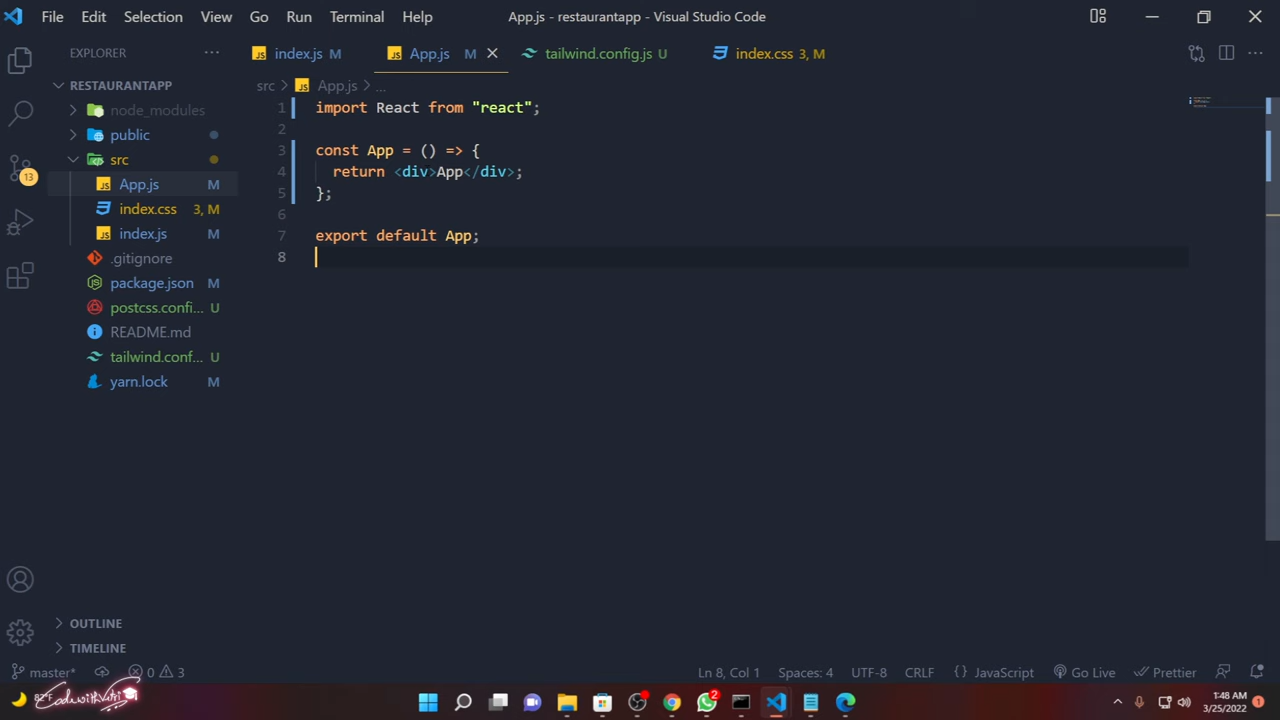 File Edit Selection View Go Run Terminal Help
App.js - restaurantapp - Visual Studio Code
EXPLORER ...
index.js M
App.js M
tailwind.config.js U
index.css 3, M
RESTAURANTAPP
node_modules
public
src
App.js M
index.css 3, M
index.js M
.gitignore
package.json M
postcss.confi... U
README.md
tailwind.conf... U
yarn.lock M
OUTLINE
TIMELINE
13
src > App.js > ...
1 import React from "react";
2
3 const App = () => {
4 return <div>App</div>;
5 };
6
7 export default App;
8
master* 0 3
Ln 8, Col 1 Spaces: 4 UTF-8 CRLF {} JavaScript Go Live Prettier
82°F
2
1:48 AM
3/25/2022
1